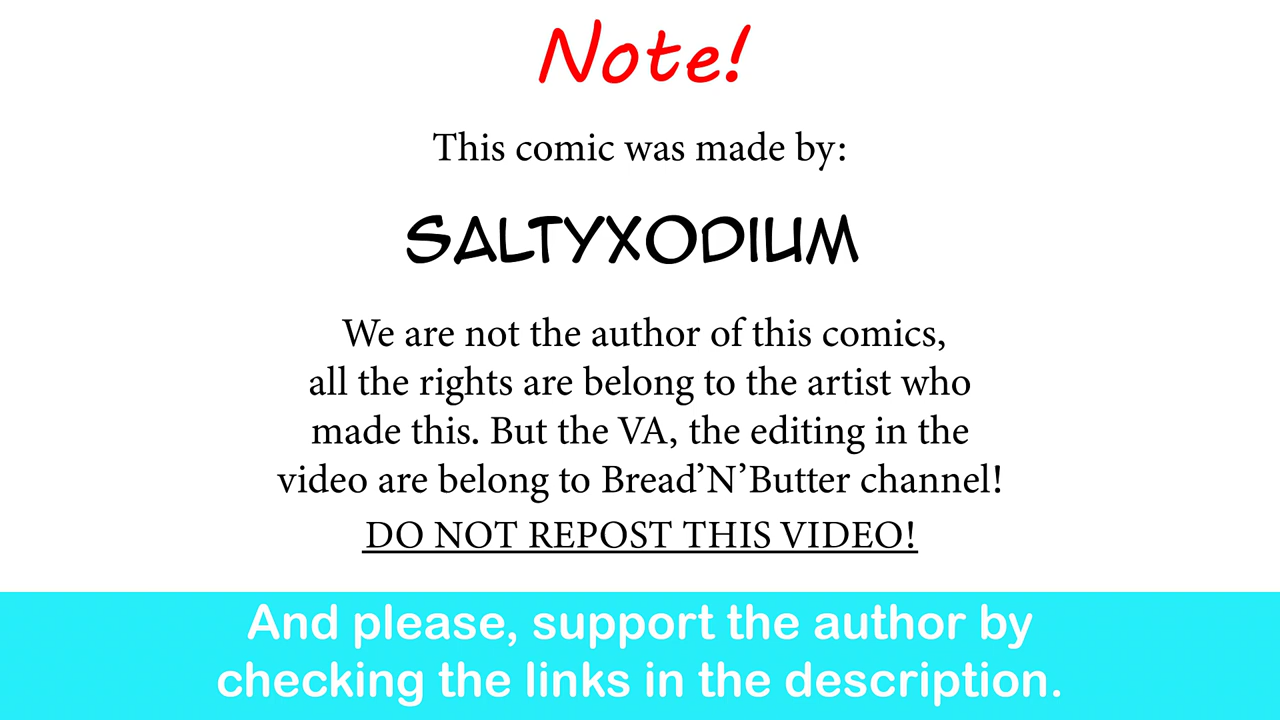 Note!
This comic was made by:
SALTYXODIUM
We are not the author of this comics,
all the rights are belong to the artist who
made this. But the VA, the editing in the
video are belong to Bread’N’Butter channel!
DO NOT REPOST THIS VIDEO!
And please, support the author by
checking the links in the description.